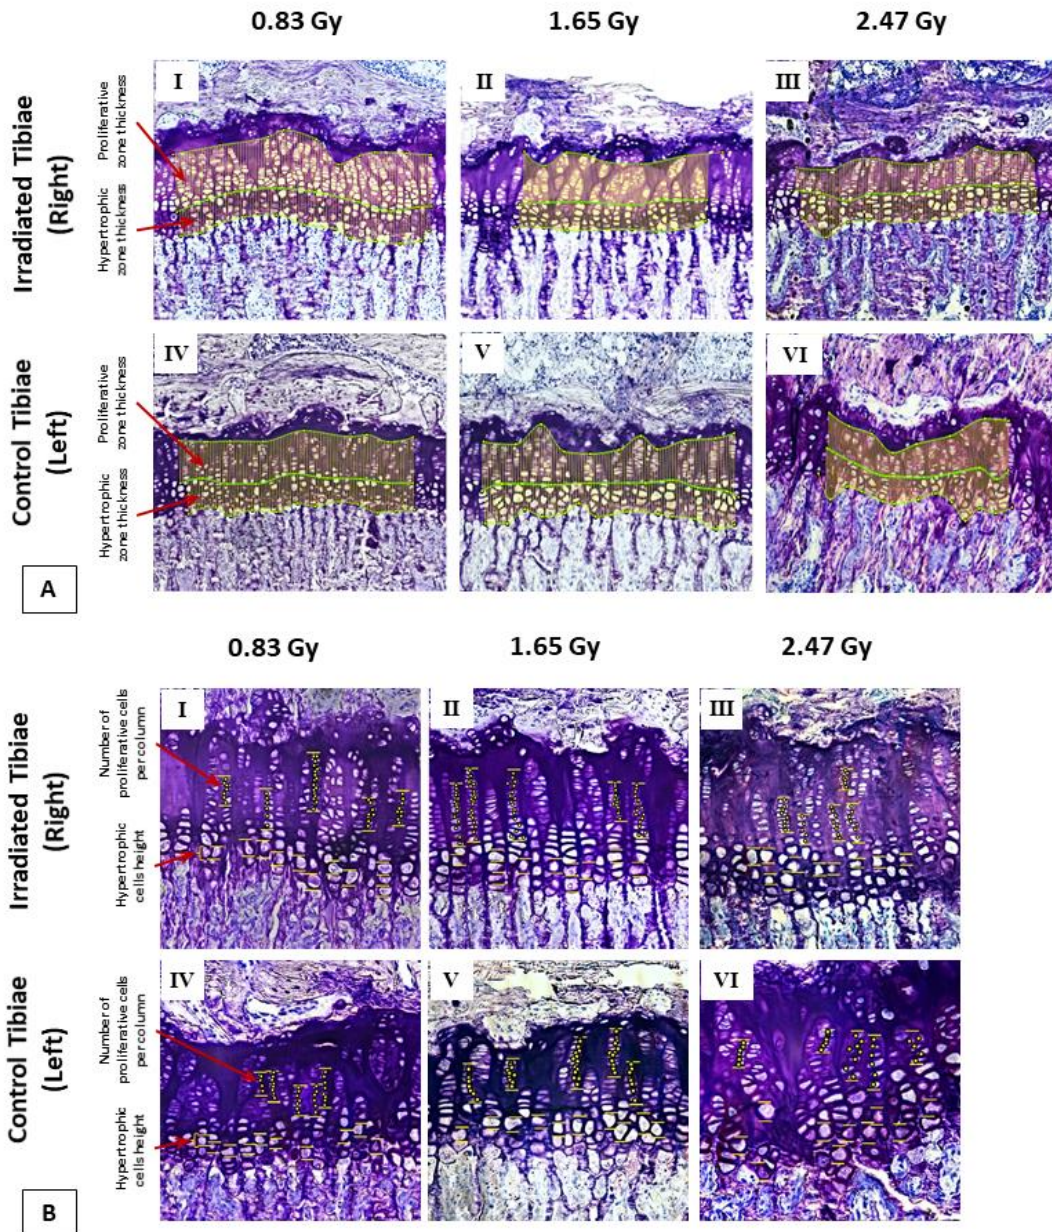 0.83 Gy 1.65 Gy 2.47 Gy
Irradiated Tibiae
(Right)
Proliferative
zone thickness
Hypertrophic
zone thickness
I II III
Control Tibiae
(Left)
Proliferative
zone thickness
Hypertrophic
zone thickness
IV V VI
A
0.83 Gy 1.65 Gy 2.47 Gy
Irradiated Tibiae
(Right)
Number of
proliferative cells
per column
Hypertrophic
cells height
I II III
Control Tibiae
(Left)
Number of
proliferative cells
per column
Hypertrophic
cells height
IV V VI
B